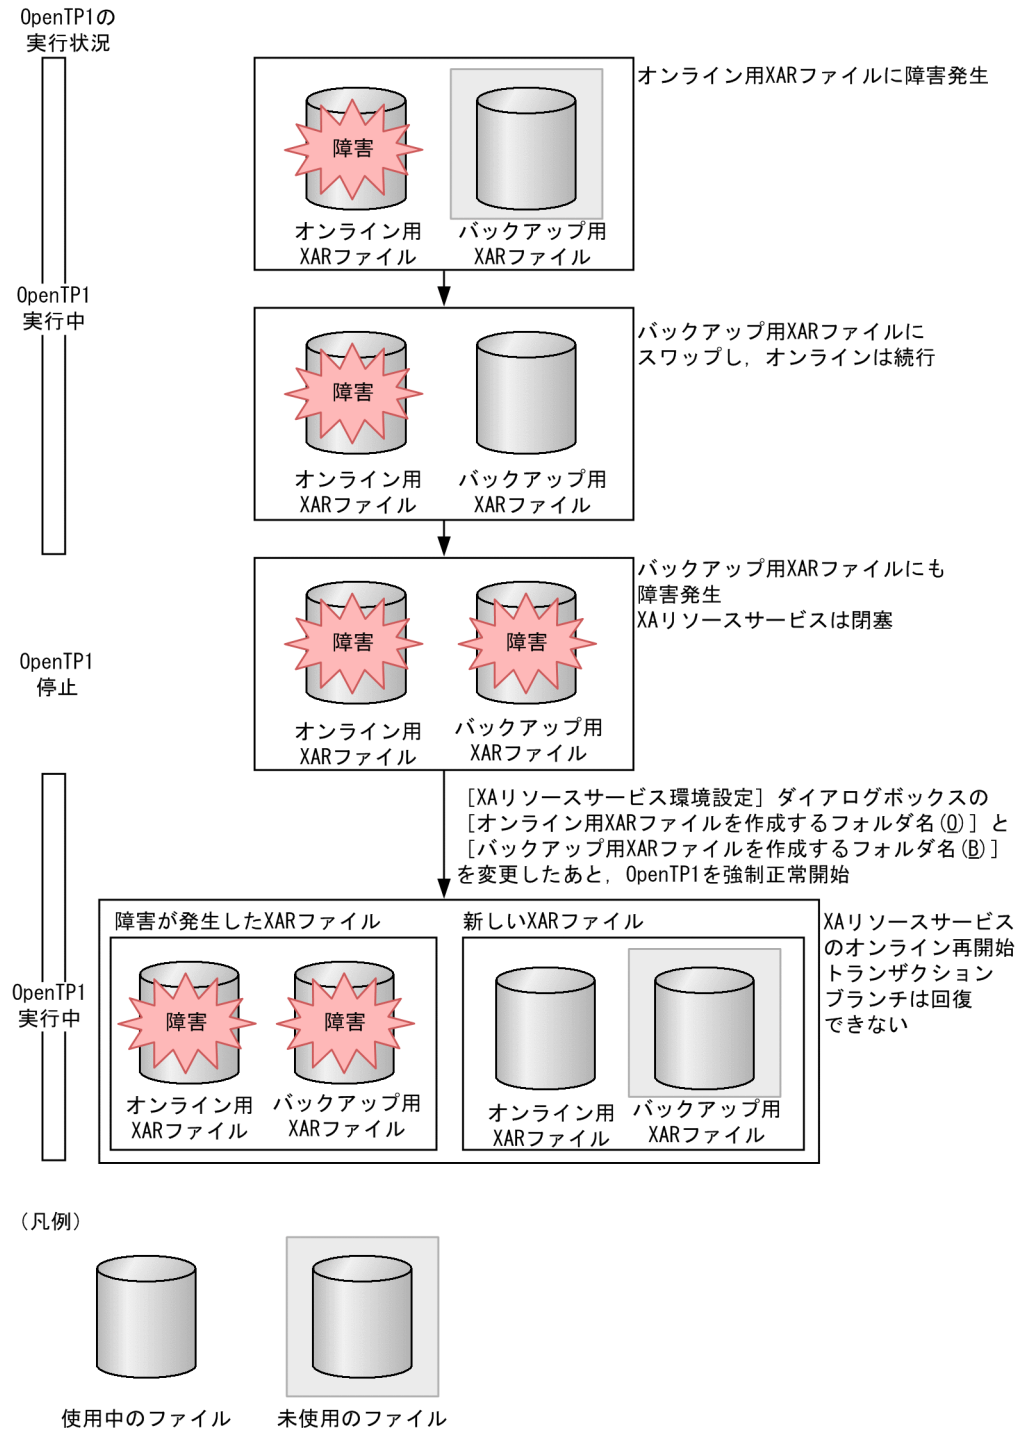 OpenTP1の
実行状況
オンライン用XARファイルに障害発生
障害
オンライン用
XARファイル
バックアップ用
XARファイル
OpenTP1
実行中
バックアップ用XARファイルに
スワップし，オンラインは続行
障害
オンライン用
XARファイル
バックアップ用
XARファイル
バックアップ用XARファイルにも
障害発生
XAリソースサービスは閉塞
障害
障害
OpenTP1
停止
オンライン用
XARファイル
バックアップ用
XARファイル
［XAリソースサービス環境設定］ダイアログボックスの
［オンライン用XARファイルを作成するフォルダ名(O)］と
［バックアップ用XARファイルを作成するフォルダ名(B)］
を変更したあと，OpenTP1を強制正常開始
障害が発生したXARファイル
新しいXARファイル
XAリソースサービス
のオンライン再開始
トランザクション
ブランチは回復
できない
OpenTP1
実行中
障害
障害
オンライン用
XARファイル
バックアップ用
XARファイル
オンライン用
XARファイル
バックアップ用
XARファイル
（凡例）
使用中のファイル
未使用のファイル